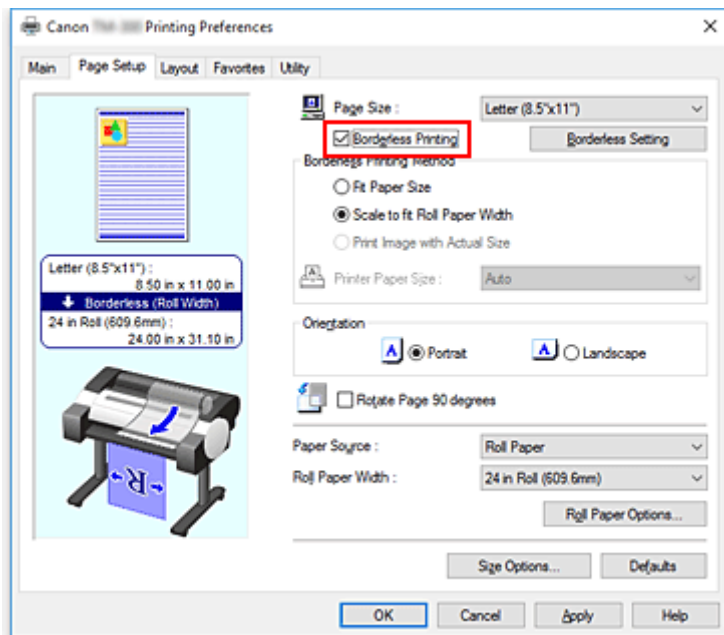 Canon Printing Preferences
Main Page Setup Layout Favorites Utility
Page Size : Letter (8.5"x11")
Borderless Printing Borderless Setting
Borderless Printing Method
Fit Paper Size
Scale to fit Roll Paper Width
Print Image with Actual Size
Printer Paper Size : Auto
Letter (8.5"x11") :
8.50 in x 11.00 in
Borderless (Roll Width)
24 in Roll (609.6mm) :
24.00 in x 31.10 in
R
Orientation
A Portrait A Landscape
Rotate Page 90 degrees
Paper Source : Roll Paper
Roll Paper Width : 24 in Roll (609.6mm)
Roll Paper Options...
Size Options... Defaults
OK Cancel Apply Help